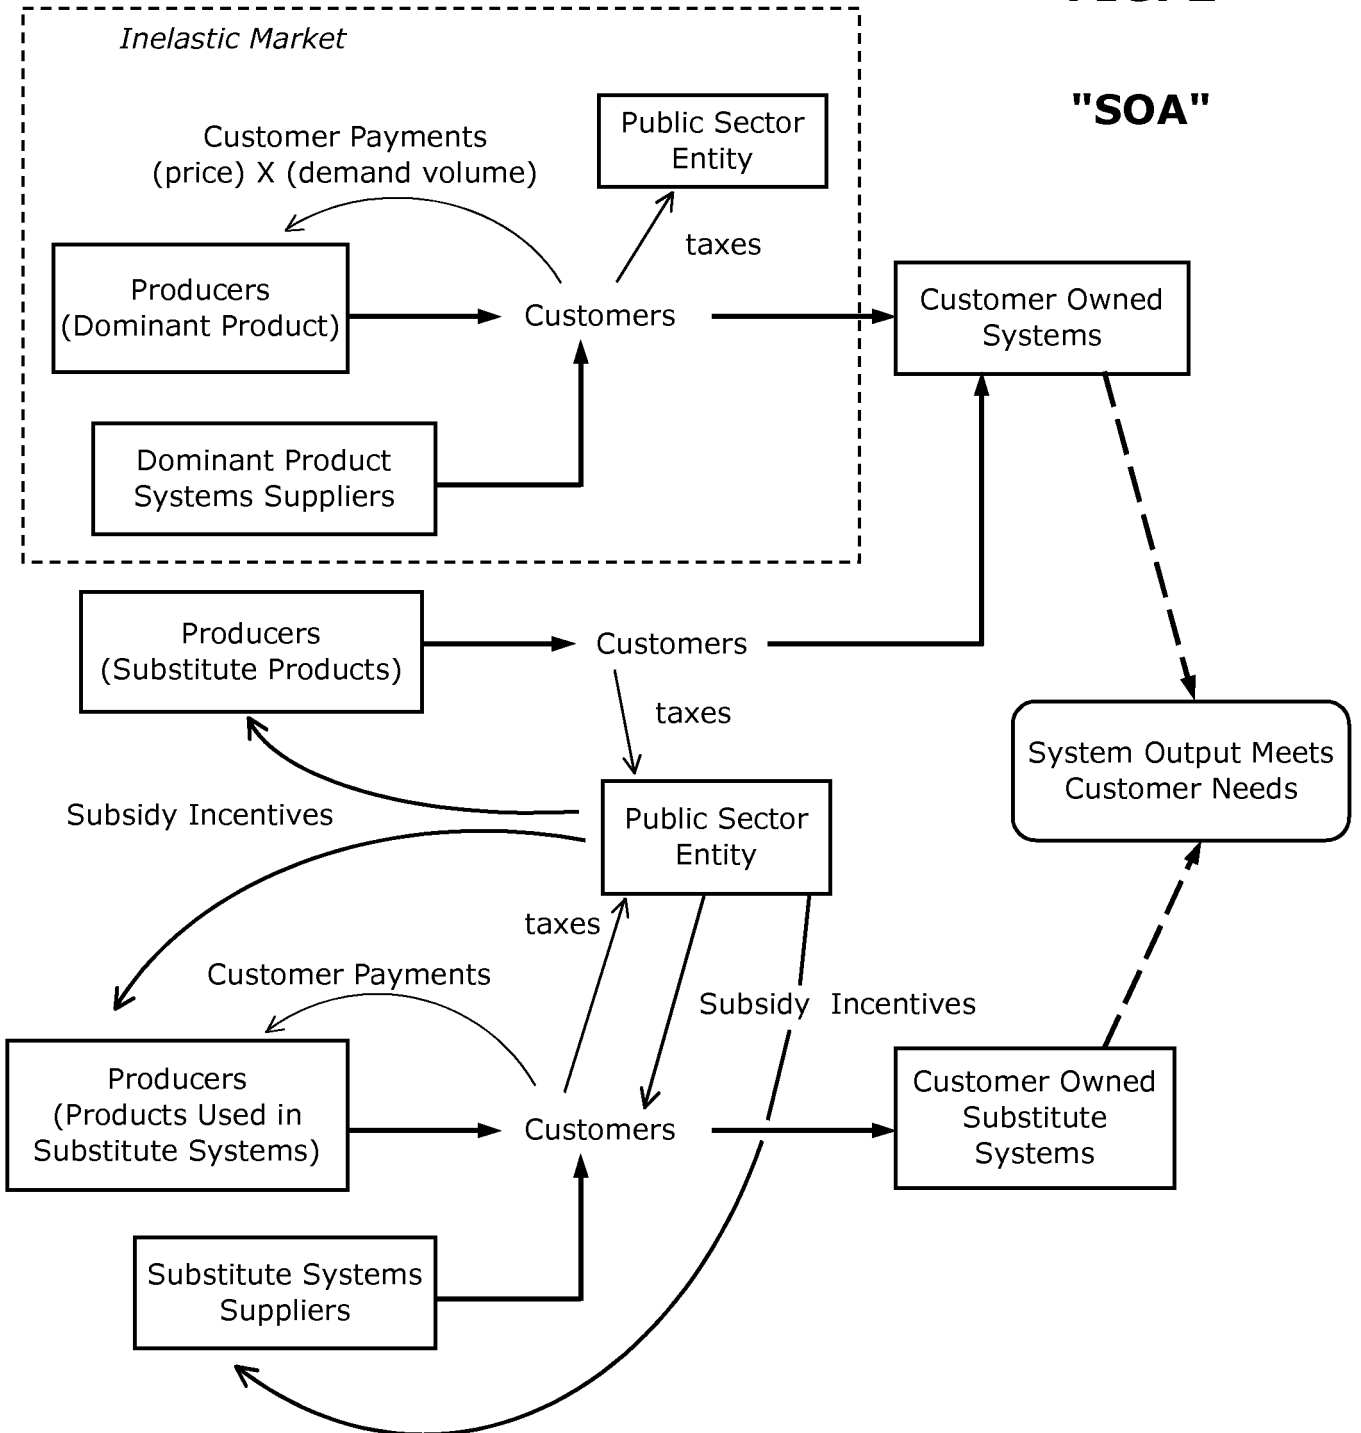 Inelastic Market
"SOA"
Public Sector
Entity
Customer Payments
(price) X (demand volume)
taxes
Producers
(Dominant Product)
Customers
Customer Owned
Systems
Dominant Product
Systems Suppliers
Producers
(Substitute Products)
Customers
taxes
System Output Meets
Customer Needs
Subsidy Incentives
Public Sector
Entity
taxes
Customer Payments
Subsidy Incentives
Producers
(Products Used in
Substitute Systems)
Customers
Customer Owned
Substitute
Systems
Substitute Systems
Suppliers